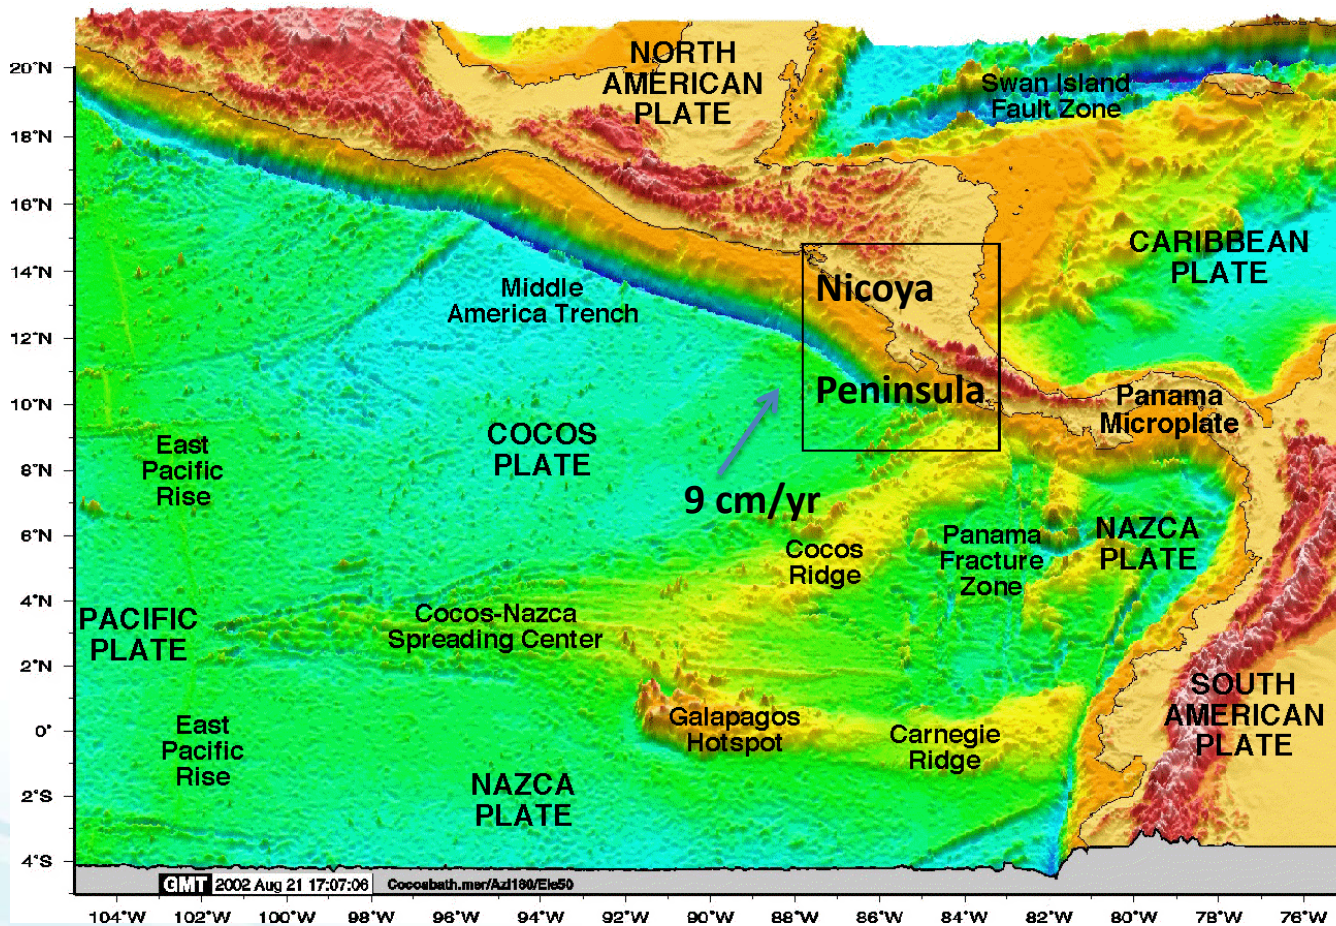 20°N
18°N
16°N
14°N
12°N
10°N
8°N
6°N
4°N
2°N
0°
2°S
4°S
NORTH
AMERICAN
PLATE
Swan Island
Fault Zone
CARIBBEAN
PLATE
Middle
America Trench
Nicoya
Peninsula
Panama
Microplate
East
Pacific
Rise
COCOS
PLATE
9 cm/yr
Cocos
Ridge
Panama
Fracture
Zone
NAZCA
PLATE
PACIFIC
PLATE
Cocos-Nazca
Spreading Center
East
Pacific
Rise
Galapagos
Hotspot
Carnegie
Ridge
SOUTH
AMERICAN
PLATE
NAZCA
PLATE
GMT 2002 Aug 21 17:07:06 Cocosbath.mer/Azi180/Ele50
104°W 102°W 100°W 98°W 96°W 94°W 92°W 90°W 88°W 86°W 84°W 82°W 80°W 78°W 76°W